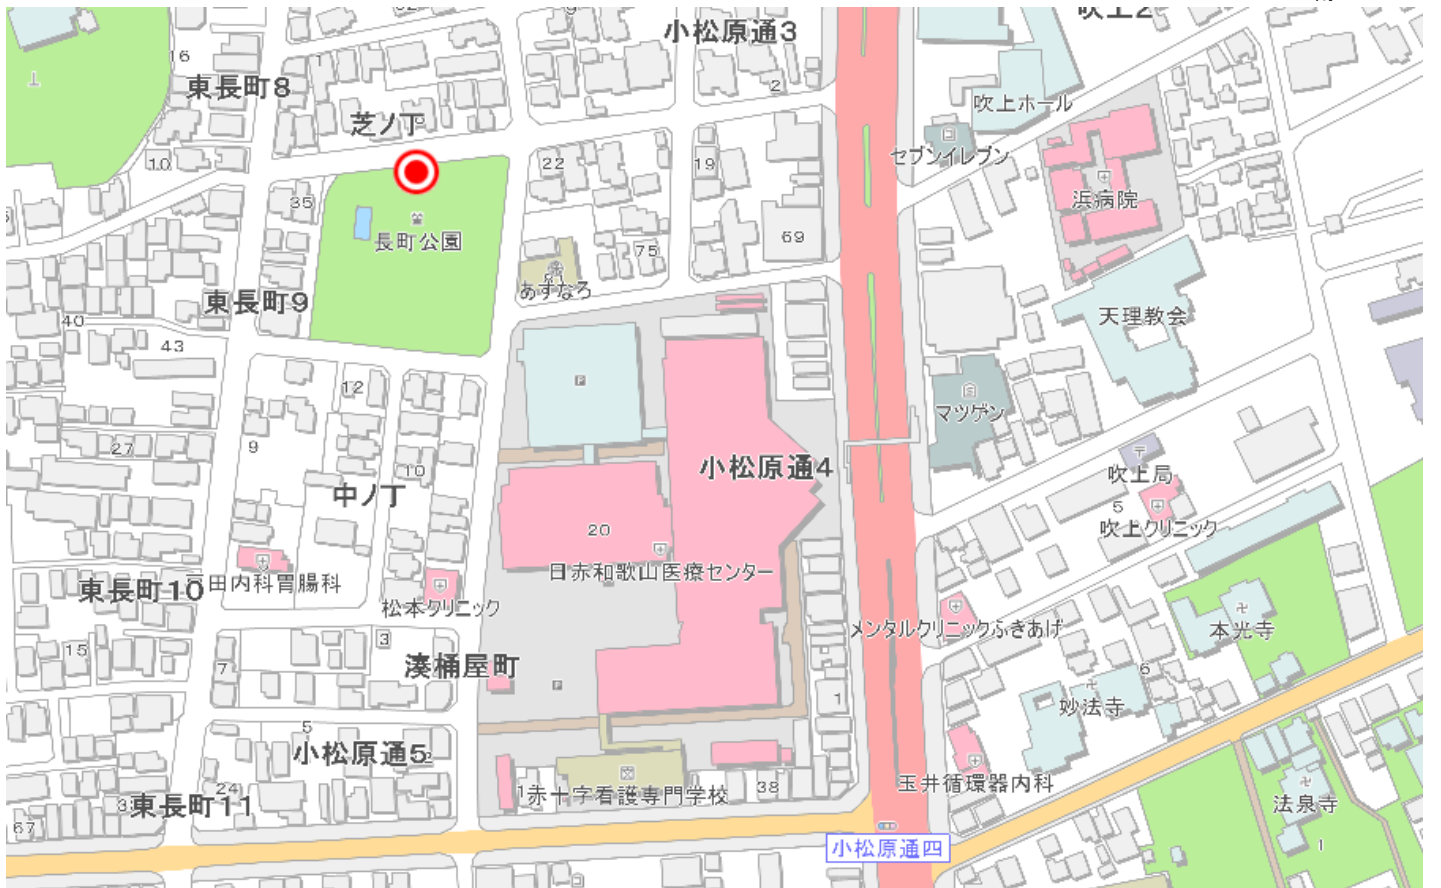 小松原通3
吹上2
16
東長町8
1
2
芝ノ丁
吹上ホール
セブンイレブン
10
22
19
浜病院
35
長町公園
69
75
あすなろ
東長町9
40
43
天理教会
12
マツゲン
9
27
10
小松原通4
中ノ丁
吹上局
5
吹上クリニック
20
日赤和歌山医療センター
東長町10
田内科胃腸科
松本クリニック
メンタルクリニックふきあげ
本光寺
3
15
7
湊桶屋町
6
1
妙法寺
5
小松原通5
玉井循環器内科
24
38
赤十字看護専門学校
東長町11
法泉寺
67
小松原通四
1